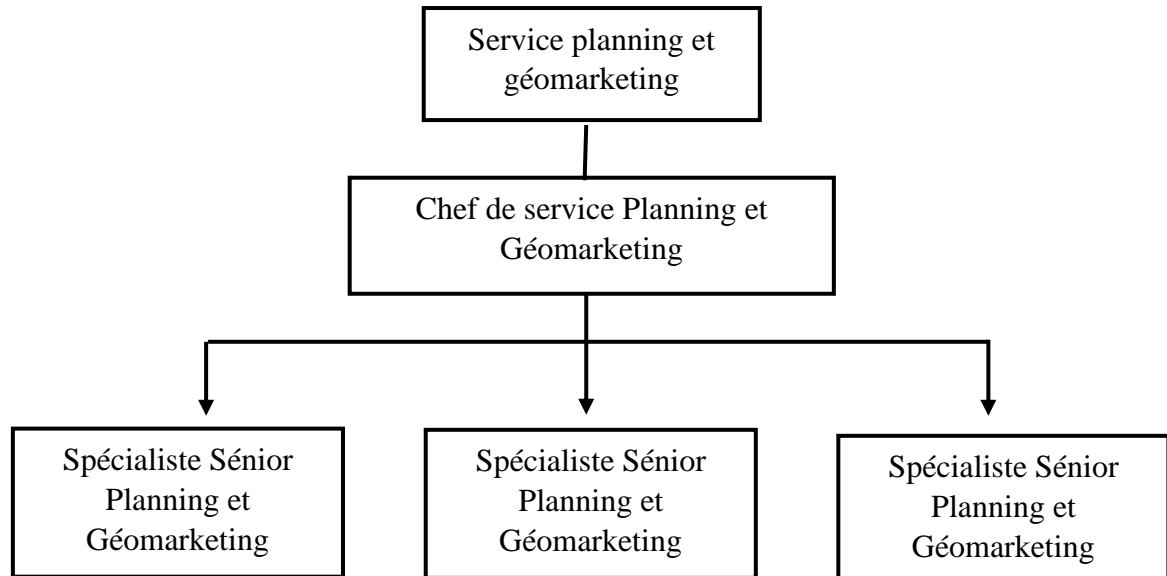 Service planning et
géomarketing
Chef de service Planning et
Géomarketing
Spécialiste Sénior
Planning et
Géomarketing
Spécialiste Sénior
Planning et
Géomarketing
Spécialiste Sénior
Planning et
Géomarketing